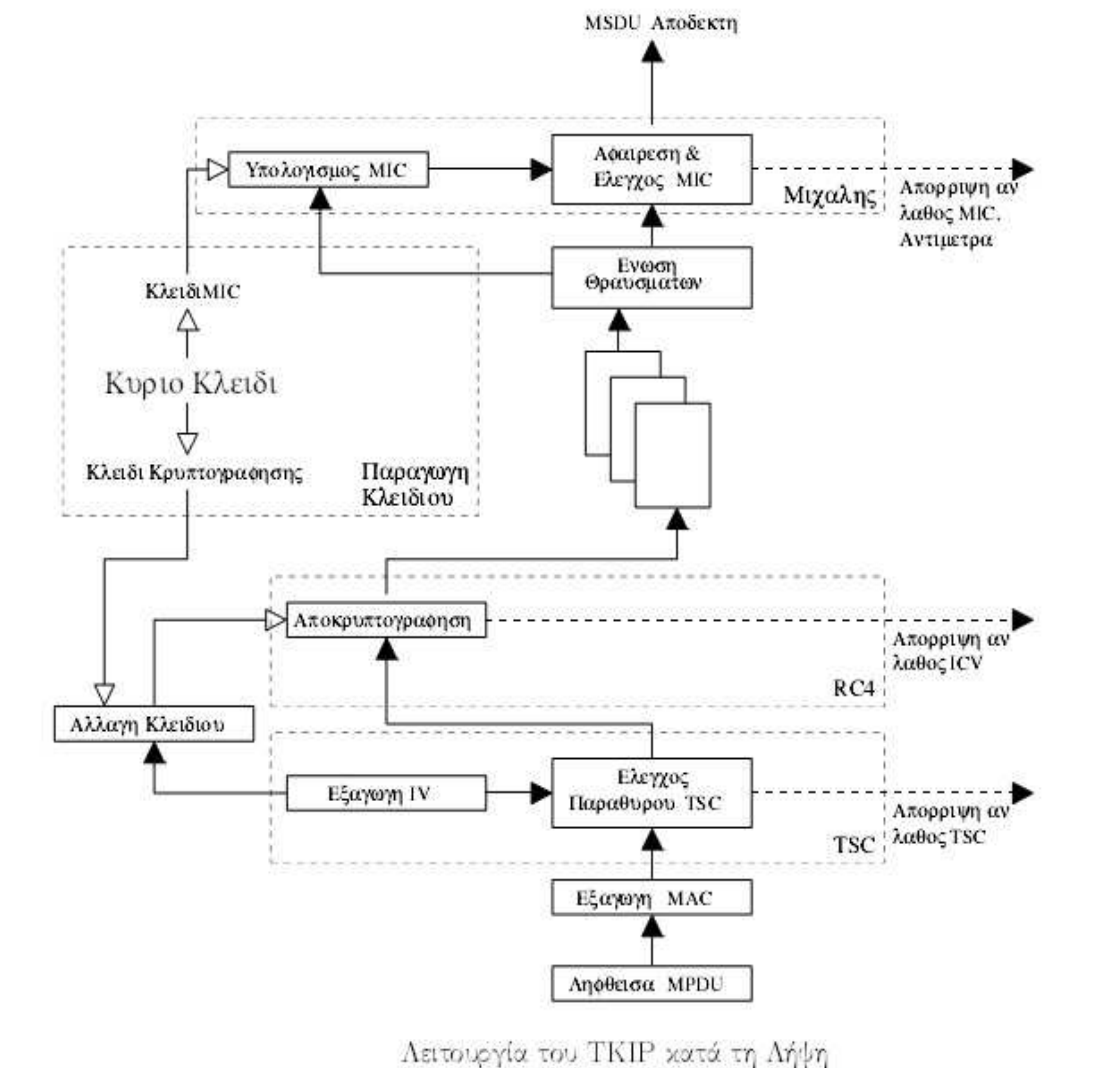 MSDU Αποδεκτη
Υπολογισμος MIC
Αφαιρεση &
Ελεγχος MIC
Μιχαλης
Απορριψη αν
λαθος MIC.
Αντιμετρα
Ενωση
Θραυσματων
ΚλειδιMIC
Κυριο Κλειδι
Κλειδι Κρυπτογραφησης
Παραγωγη
Κλειδιου
Αποκρυπτογραφηση
Απορριψη αν
λαθος ICV
RC4
Αλλαγη Κλειδιου
Εξαγωγη IV
Ελεγχος
Παραθυρου TSC
TSC
Απορριψη αν
λαθος TSC
Εξαγωγη MAC
Ληφθεισα MPDU
Λειτουργία του TKIP κατά τη Λήψη